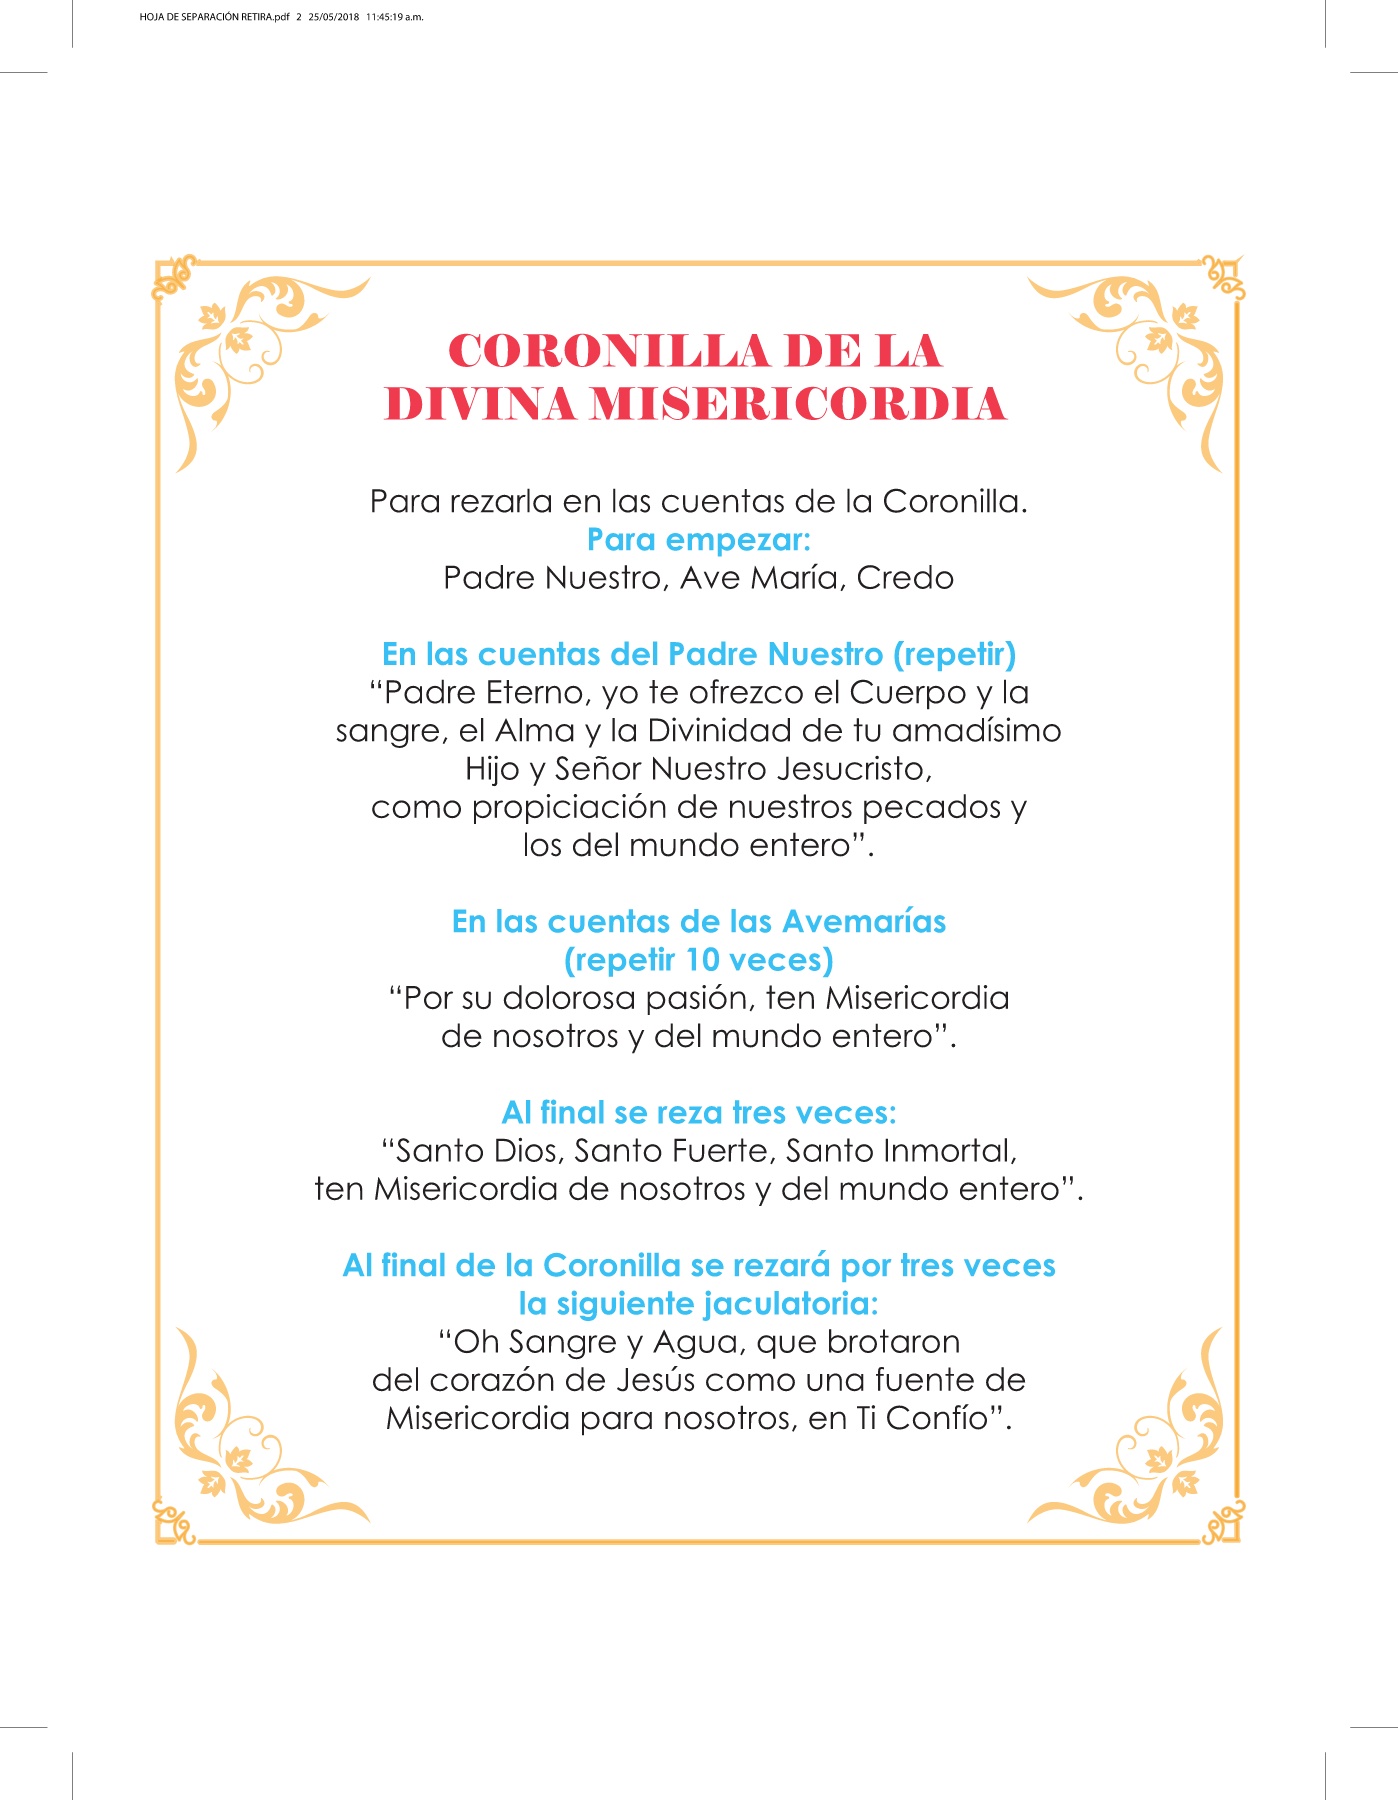 HOJA DE SEPARACIÓN RETIRA.pdf 2 25/05/2018 11:45:19 a.m.
CORONILLA DE LA
DIVINA MISERICORDIA
Para rezarla en las cuentas de la Coronilla.
Para empezar:
Padre Nuestro, Ave María, Credo
En las cuentas del Padre Nuestro (repetir)
“Padre Eterno, yo te ofrezco el Cuerpo y la
sangre, el Alma y la Divinidad de tu amadísimo
Hijo y Señor Nuestro Jesucristo,
como propiciación de nuestros pecados y
los del mundo entero”.
En las cuentas de las Avemarías
(repetir 10 veces)
“Por su dolorosa pasión, ten Misericordia
de nosotros y del mundo entero”.
Al final se reza tres veces:
“Santo Dios, Santo Fuerte, Santo Inmortal,
ten Misericordia de nosotros y del mundo entero”.
Al final de la Coronilla se rezará por tres veces
la siguiente jaculatoria:
“Oh Sangre y Agua, que brotaron
del corazón de Jesús como una fuente de
Misericordia para nosotros, en Ti Confío”.